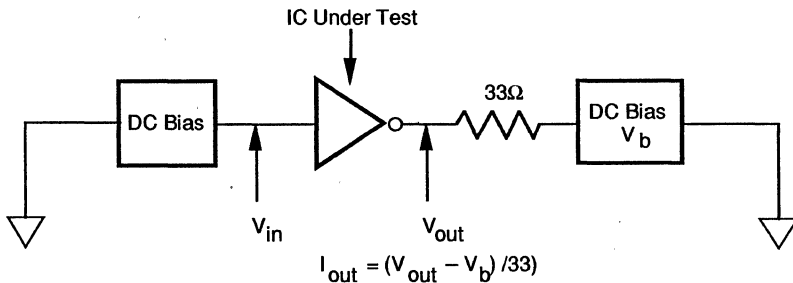 IC Under Test
DC Bias
33Ω
DC Bias
V_b
V_in
V_out
I_out = (V_out – V_b) /33)